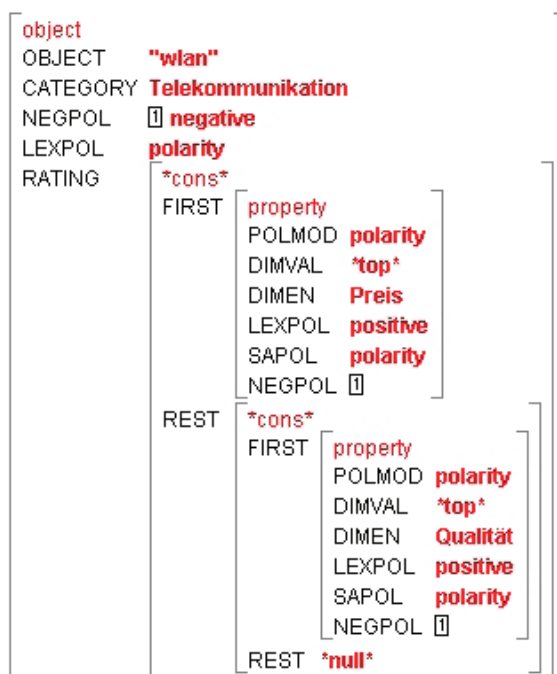 object
OBJECT "wlan"
CATEGORY Telekommunikation
NEGPOL 1 negative
LEXPOL polarity
RATING *cons*
FIRST property
POLMOD polarity
DIMVAL *top*
DIMEN Preis
LEXPOL positive
SAPOL polarity
NEGPOL 1
REST *cons*
FIRST property
POLMOD polarity
DIMVAL *top*
DIMEN Qualität
LEXPOL positive
SAPOL polarity
NEGPOL 1
REST *null*